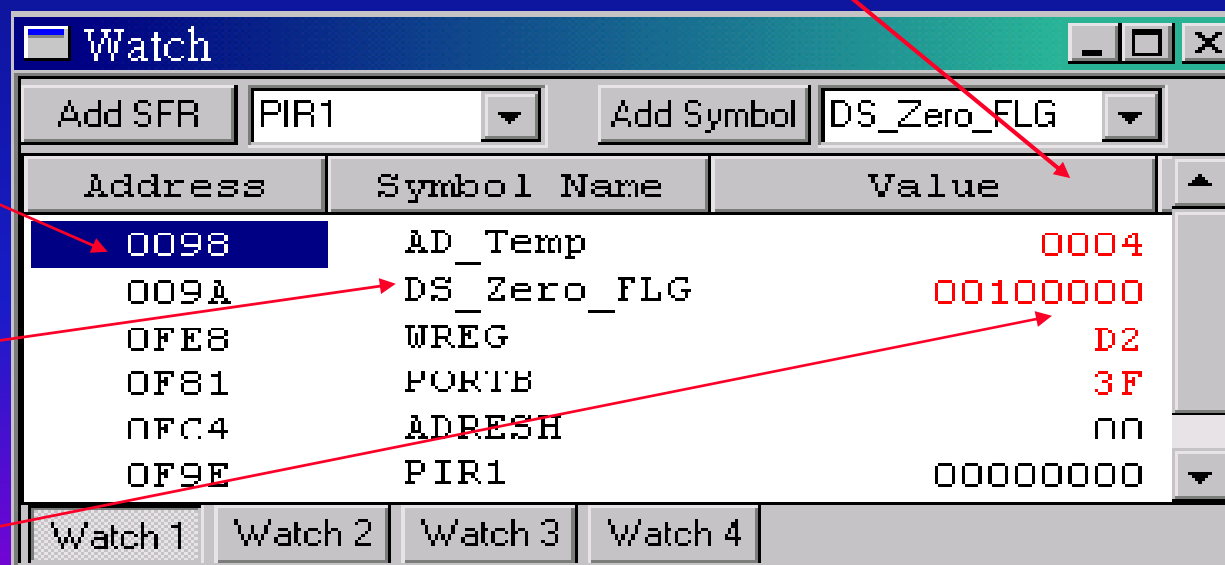 Watch
Add SFR PIR1 Add Symbol DS_Zero_FLG
Address Symbol Name Value
0098 AD_Temp 0004
009A DS_Zero_FLG 00100000
0FE8 WREG D2
0F81 PORTB 3F
0FC4 ADRESH 00
0F9E PIR1 00000000
Watch 1 Watch 2 Watch 3 Watch 4